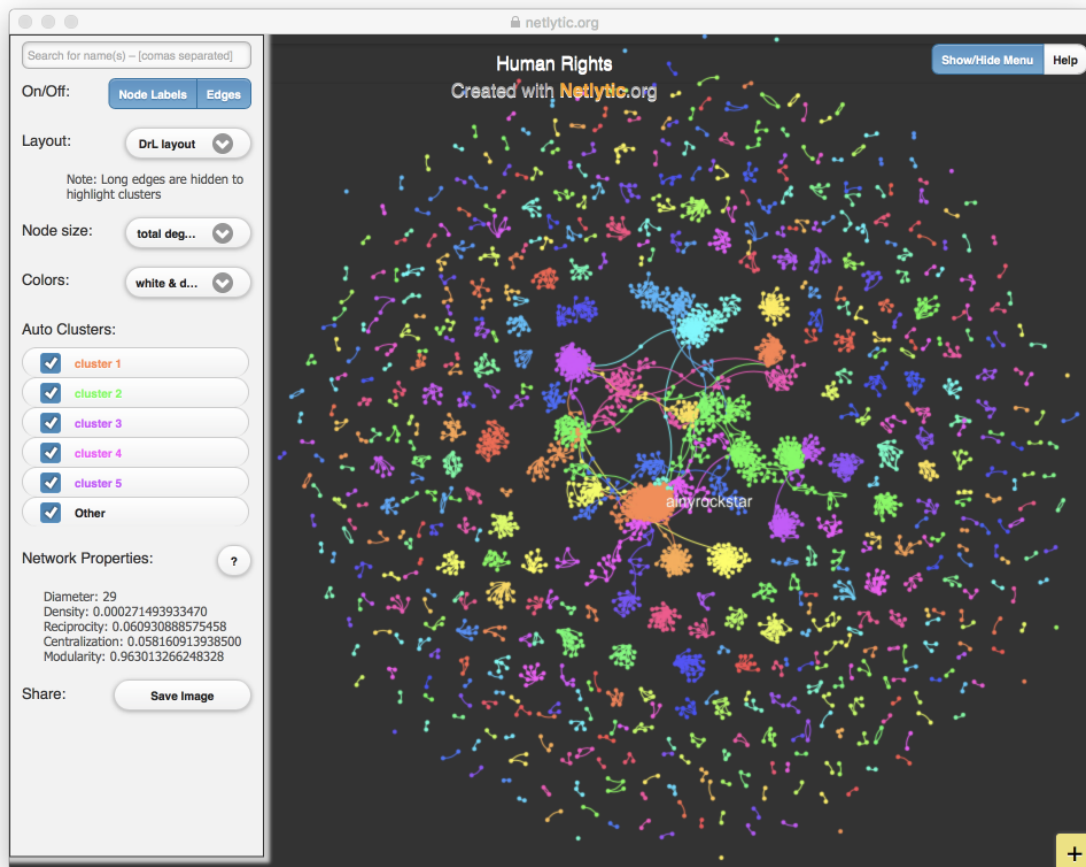 netlytic.org
Search for name(s) – [comas separated]
On/Off:
Node Labels
Edges
Layout:
DrL layout
Note: Long edges are hidden to
highlight clusters
Node size:
total deg...
Colors:
white & d...
Auto Clusters:
cluster 1
cluster 2
cluster 3
cluster 4
cluster 5
Other
Network Properties:
?
Diameter: 29
Density: 0.000271493933470
Reciprocity: 0.060930888575458
Centralization: 0.058160913938500
Modularity: 0.963013266248328
Share:
Save Image
Human Rights
Created with Netlytic.org
Show/Hide Menu
Help
ainyrockstar
+